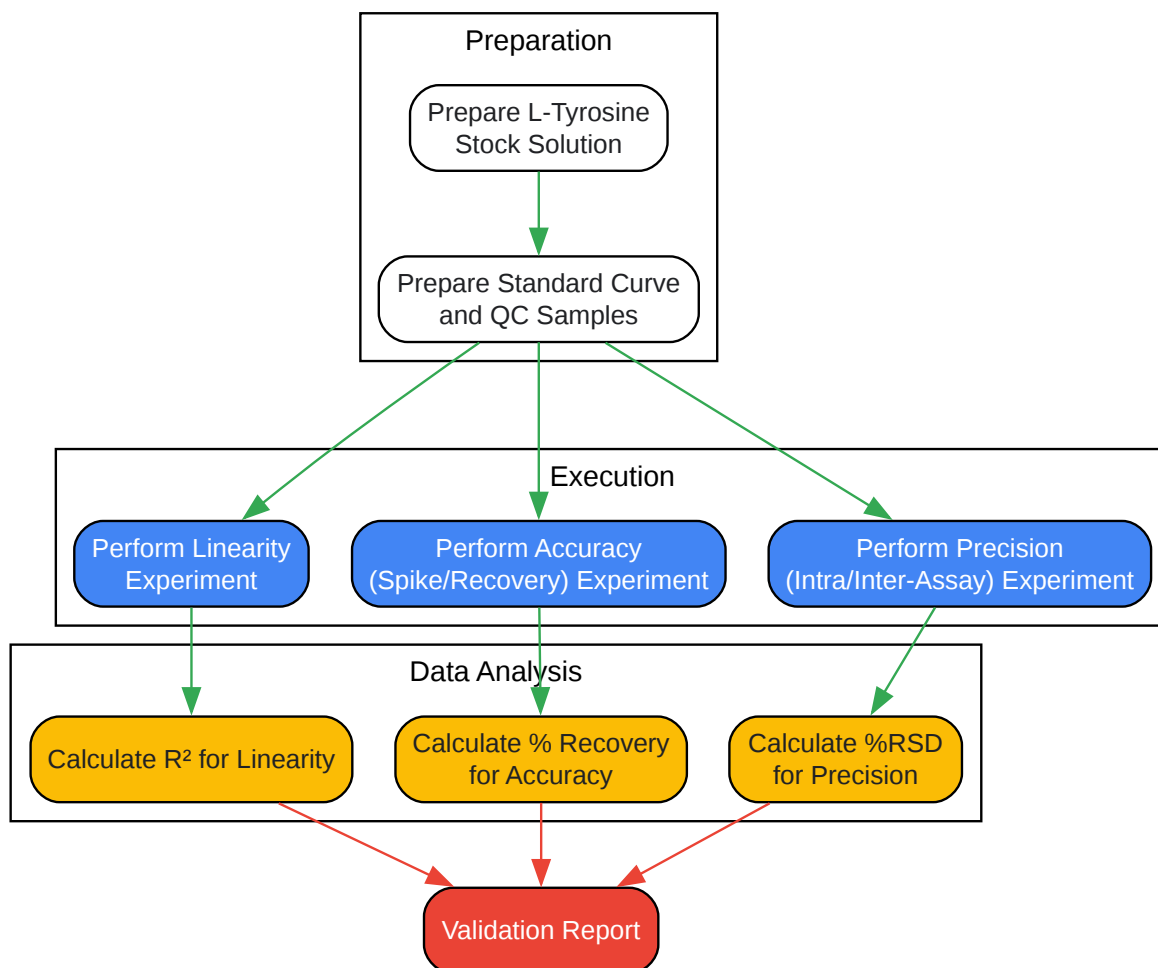 Preparation
Prepare L-Tyrosine
Stock Solution
Prepare Standard Curve
and QC Samples
Execution
Perform Linearity
Experiment
Perform Accuracy
(Spike/Recovery) Experiment
Perform Precision
(Intra/Inter-Assay) Experiment
Data Analysis
Calculate R² for Linearity
Calculate % Recovery
for Accuracy
Calculate %RSD
for Precision
Validation Report